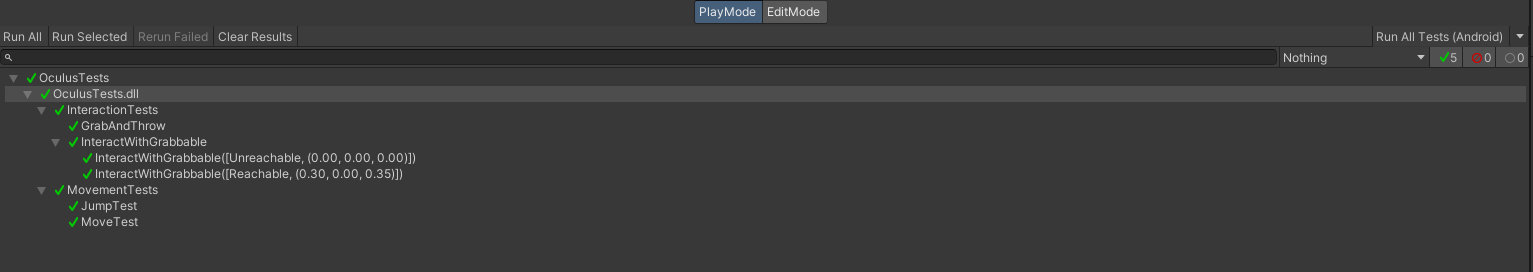 PlayMode EditMode
Run All Run Selected Rerun Failed Clear Results Run All Tests (Android)
Nothing 5 0 0
OculusTests
OculusTests.dll
InteractionTests
GrabAndThrow
InteractWithGrabbable
InteractWithGrabbable([Unreachable, (0.00, 0.00, 0.00)])
InteractWithGrabbable([Reachable, (0.30, 0.00, 0.35)])
MovementTests
JumpTest
MoveTest